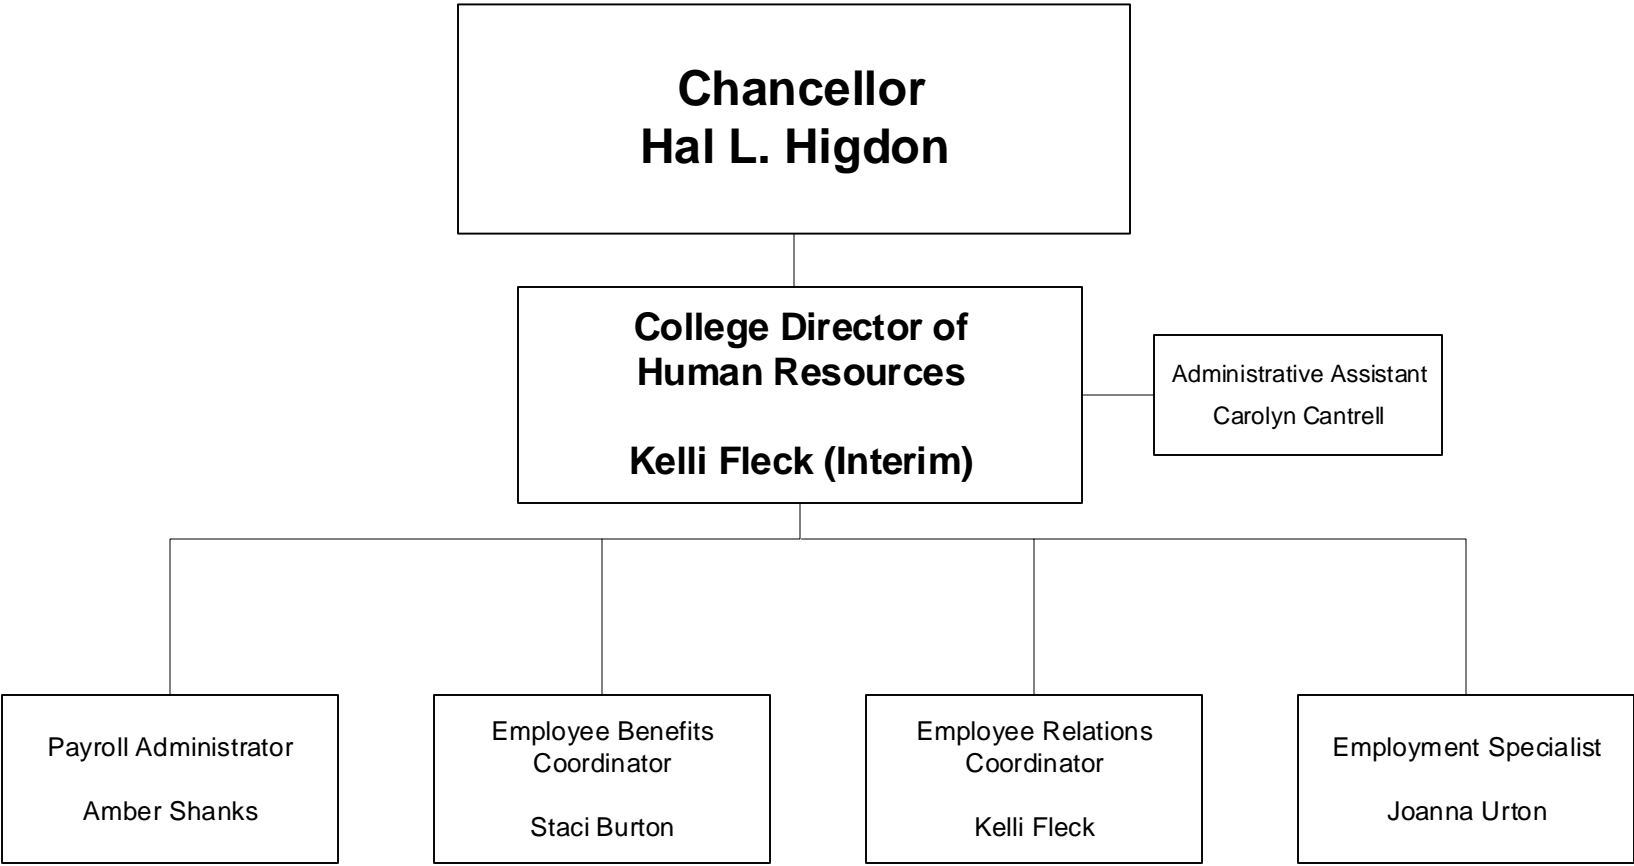 Chancellor
Hal L. Higdon
College Director of
Human Resources
Kelli Fleck (Interim)
Administrative Assistant
Carolyn Cantrell
Payroll Administrator
Amber Shanks
Employee Benefits
Coordinator
Staci Burton
Employee Relations
Coordinator
Kelli Fleck
Employment Specialist
Joanna Urton